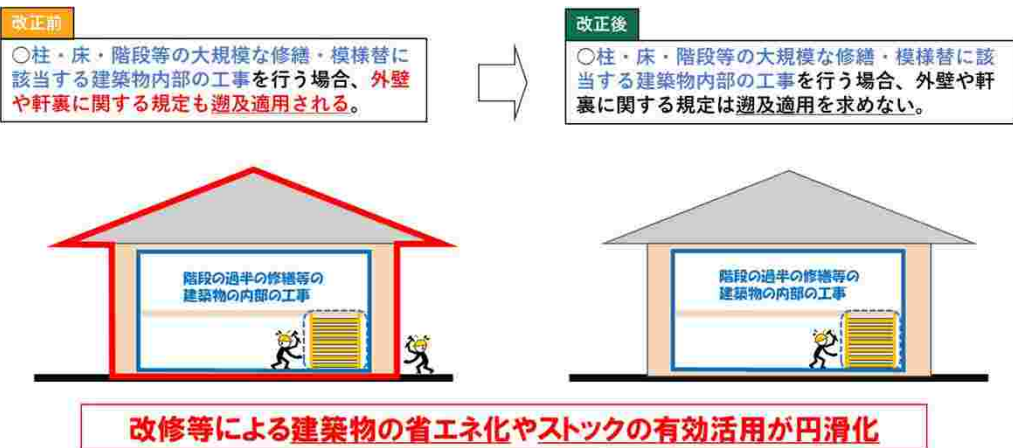 改正前
○柱・床・階段等の大規模な修繕・模様替に
該当する建築物内部の工事を行う場合、外壁
や軒裏に関する規定も遡及適用される。
改正後
○柱・床・階段等の大規模な修繕・模様替に該
当する建築物内部の工事を行う場合、外壁や軒
裏に関する規定は遡及適用を求めない。
階段の過半の修繕等の
建築物の内部の工事
階段の過半の修繕等の
建築物の内部の工事
改修等による建築物の省エネ化やストックの有効活用が円滑化